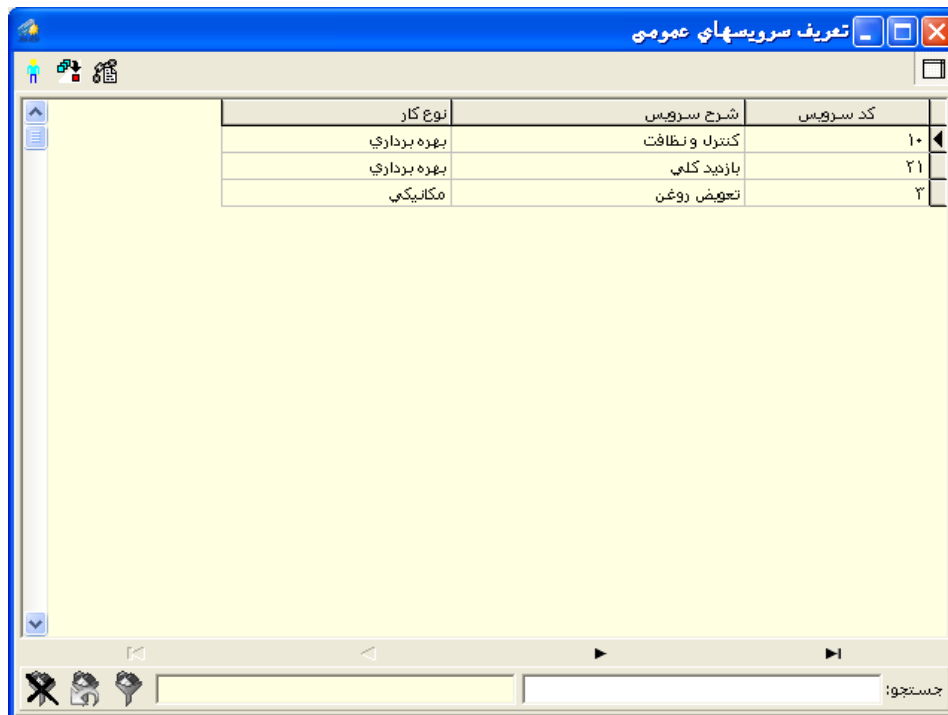 تعريف سرويسهاي عمومي
کد سرويس شرح سرويس نوع کار
۱۰ کنترل و نظافت بهره برداري
۲۱ بازديد کلي بهره برداري
۳ تعويض روغن مکانيکي
جستجو: